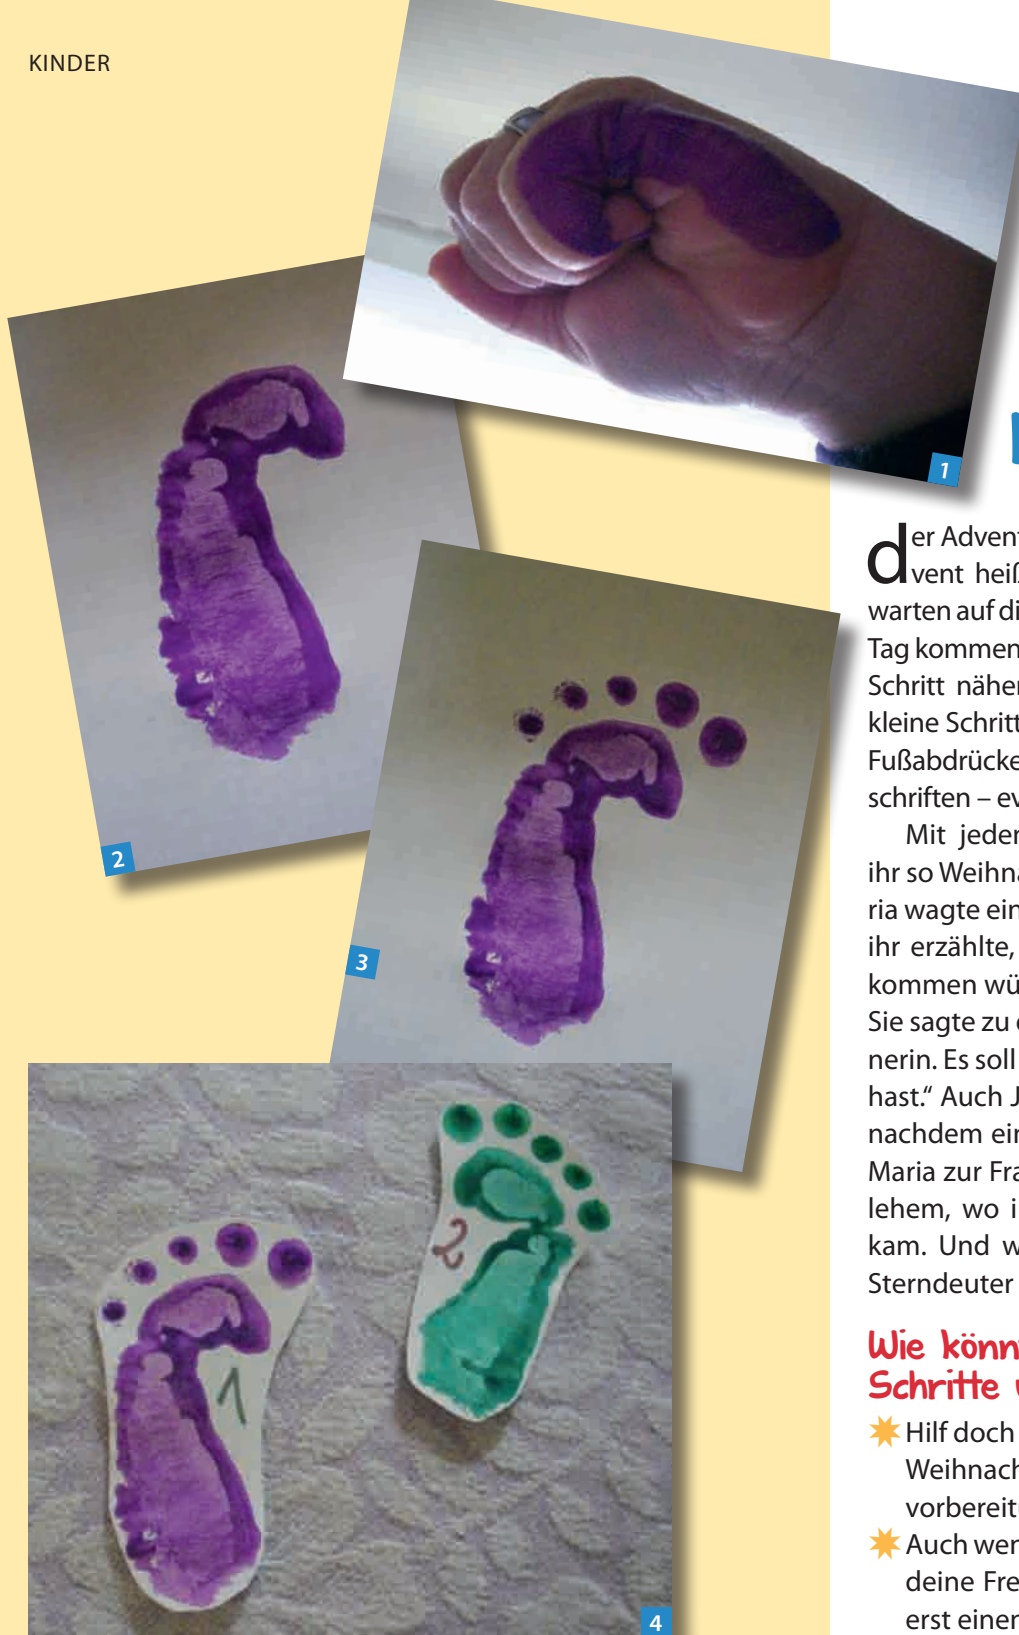 KINDER
1
2
3
4
1
2
der Advent
vent heiß
warten auf di
Tag kommen
Schritt näher
kleine Schritt
Fußabdrücke
schriften – ev
Mit jeder
ihr so Weihna
ria wagte ein
ihr erzählte,
kommen wü
Sie sagte zu
nerin. Es soll
hast.“ Auch J
nachdem ein
Maria zur Fra
lehem, wo i
kam. Und w
Sterndeuter
Wie könn
Schritte
Hilf doch
Weihnach
vorbereit
Auch wen
deine Fre
erst einen